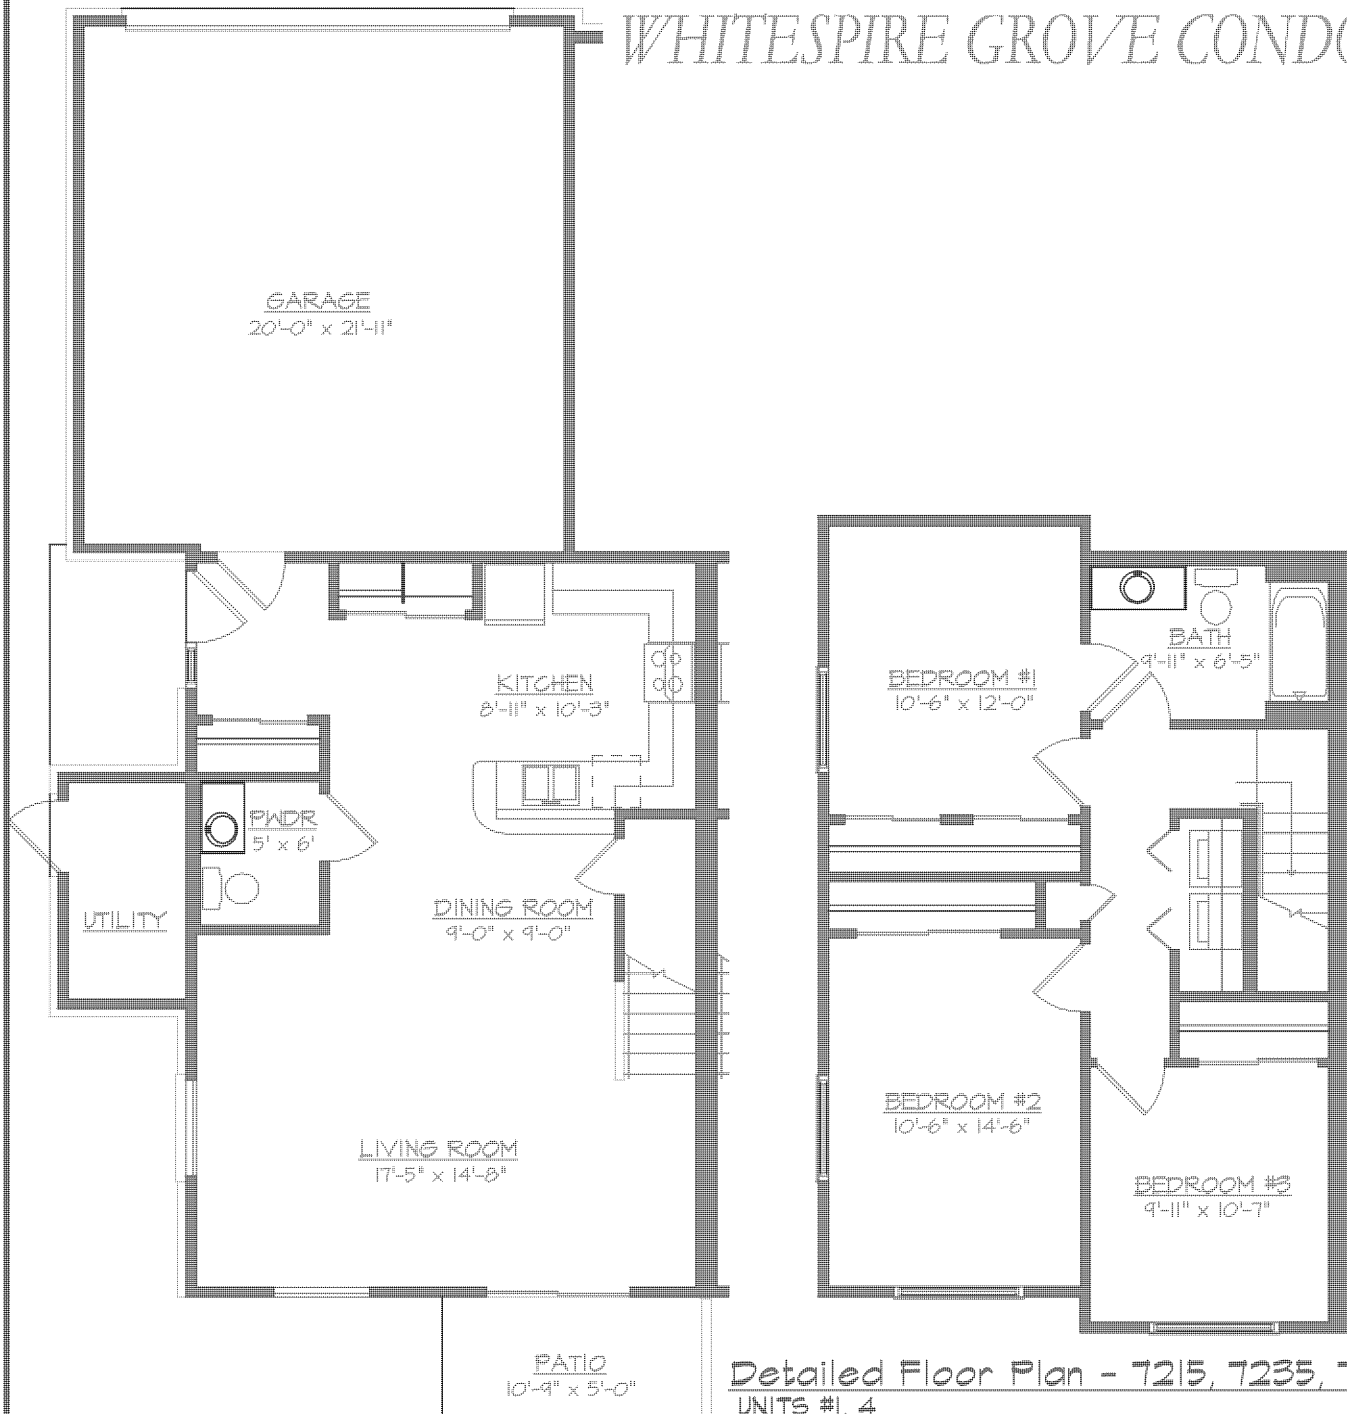 WHITESPIRE GROVE
GARAGE
20'-0" x 21'-11"
KITCHEN
8'-11" x 10'-3"
PWDR
5' x 6'
UTILITY
DINING ROOM
9'-0" x 9'-0"
LIVING ROOM
17'-5" x 14'-8"
PATIO
10'-9" x 5'-0"
BATH
9'-11" x 6'-5"
BEDROOM #1
10'-6" x 12'-0"
BEDROOM #2
10'-6" x 14'-6"
BEDROOM #3
9'-11" x 10'-7"
Detailed Floor Plan - 7215, 7235,
UNITS #1, 4